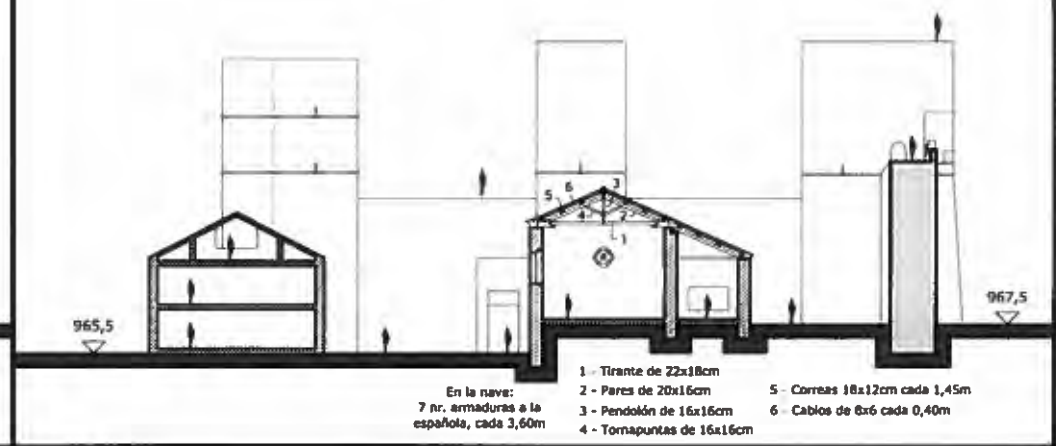 5
6
3
4
2
1
965,5
967,5
En la nave:
7 nr. armaduras a la
española, cada 3,60m
1 - Tirante de 22x18cm
2 - Pares de 20x16cm
3 - Pendolón de 16x16cm
4 - Tornapuntas de 16x16cm
5 - Correas 18x12cm cada 1,45m
6 - Cabios de 8x6 cada 0,40m